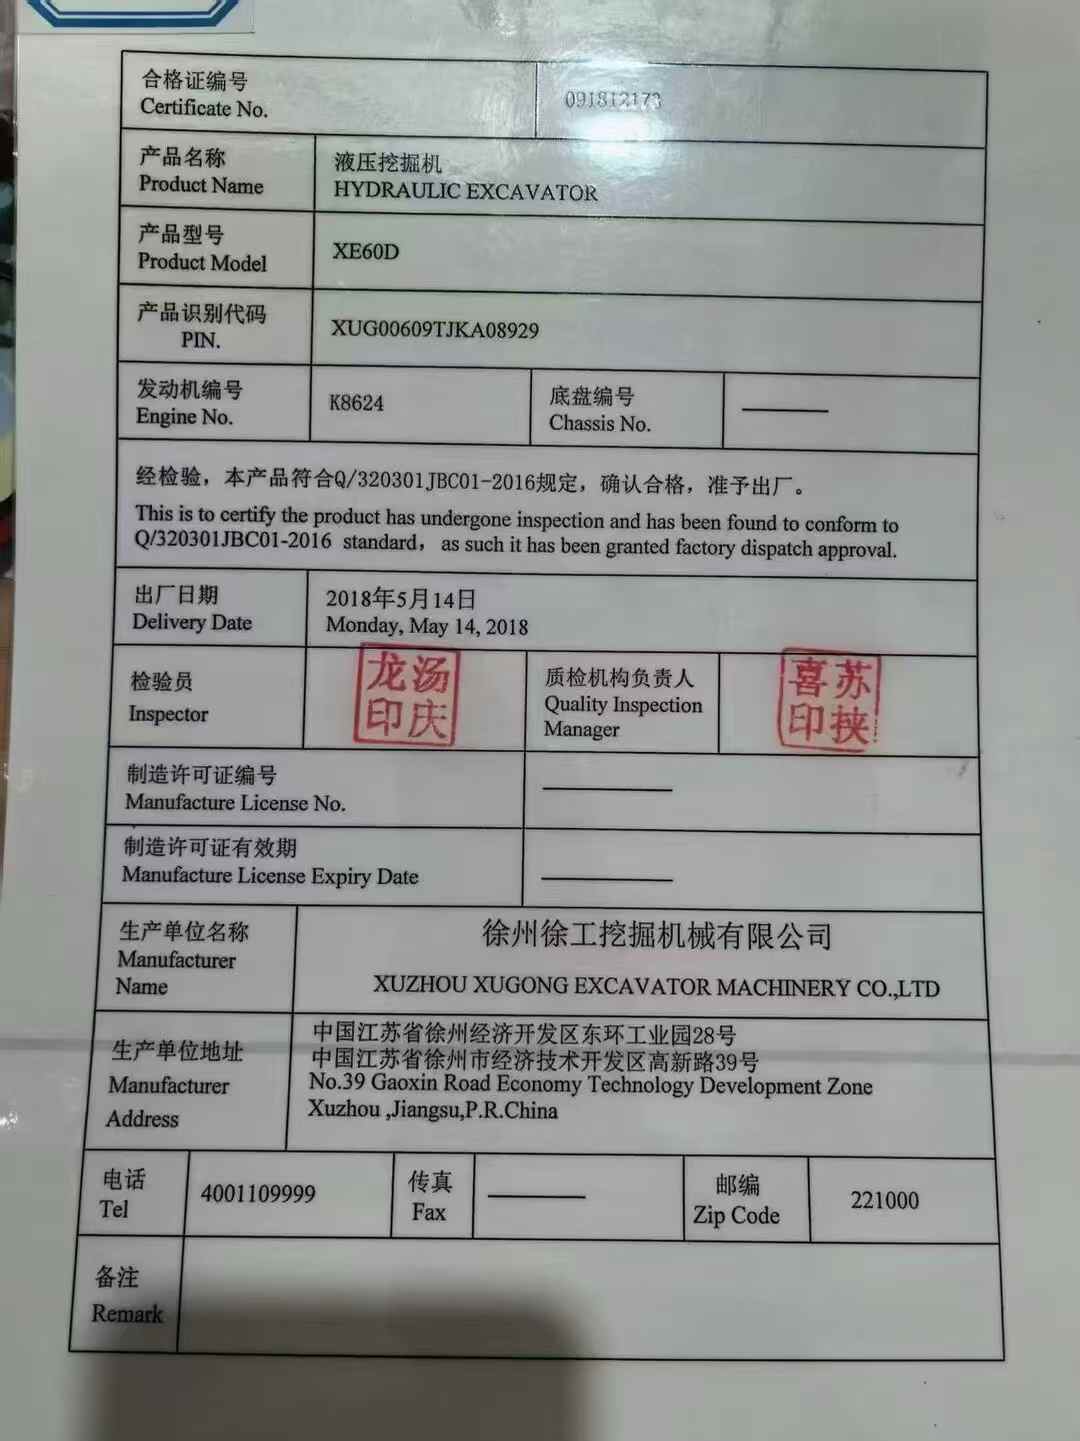 合格证编号
Certificate No.
091812173
产品名称
Product Name
液压挖掘机
HYDRAULIC EXCAVATOR
产品型号
Product Model
XE60D
产品识别代码
PIN.
XUG00609TJKA08929
发动机编号
Engine No.
K8624
底盘编号
Chassis No.
经检验，本产品符合Q/320301JBC01-2016规定，确认合格，准予出厂。
This is to certify the product has undergone inspection and has been found to conform to
Q/320301JBC01-2016 standard， as such it has been granted factory dispatch approval.
出厂日期
Delivery Date
2018年5月14日
Monday, May 14, 2018
检验员
Inspector
龙汤
印庆
质检机构负责人
Quality Inspection
Manager
喜苏
印挟
制造许可证编号
Manufacture License No.
制造许可证有效期
Manufacture License Expiry Date
生产单位名称
Manufacturer
Name
徐州徐工挖掘机械有限公司
XUZHOU XUGONG EXCAVATOR MACHINERY CO.,LTD
生产单位地址
Manufacturer
Address
中国江苏省徐州经济开发区东环工业园28号
中国江苏省徐州市经济技术开发区高新路39号
No.39 Gaoxin Road Economy Technology Development Zone
Xuzhou ,Jiangsu,P.R.China
电话
Tel
4001109999
传真
Fax
邮编
Zip Code
221000
备注
Remark